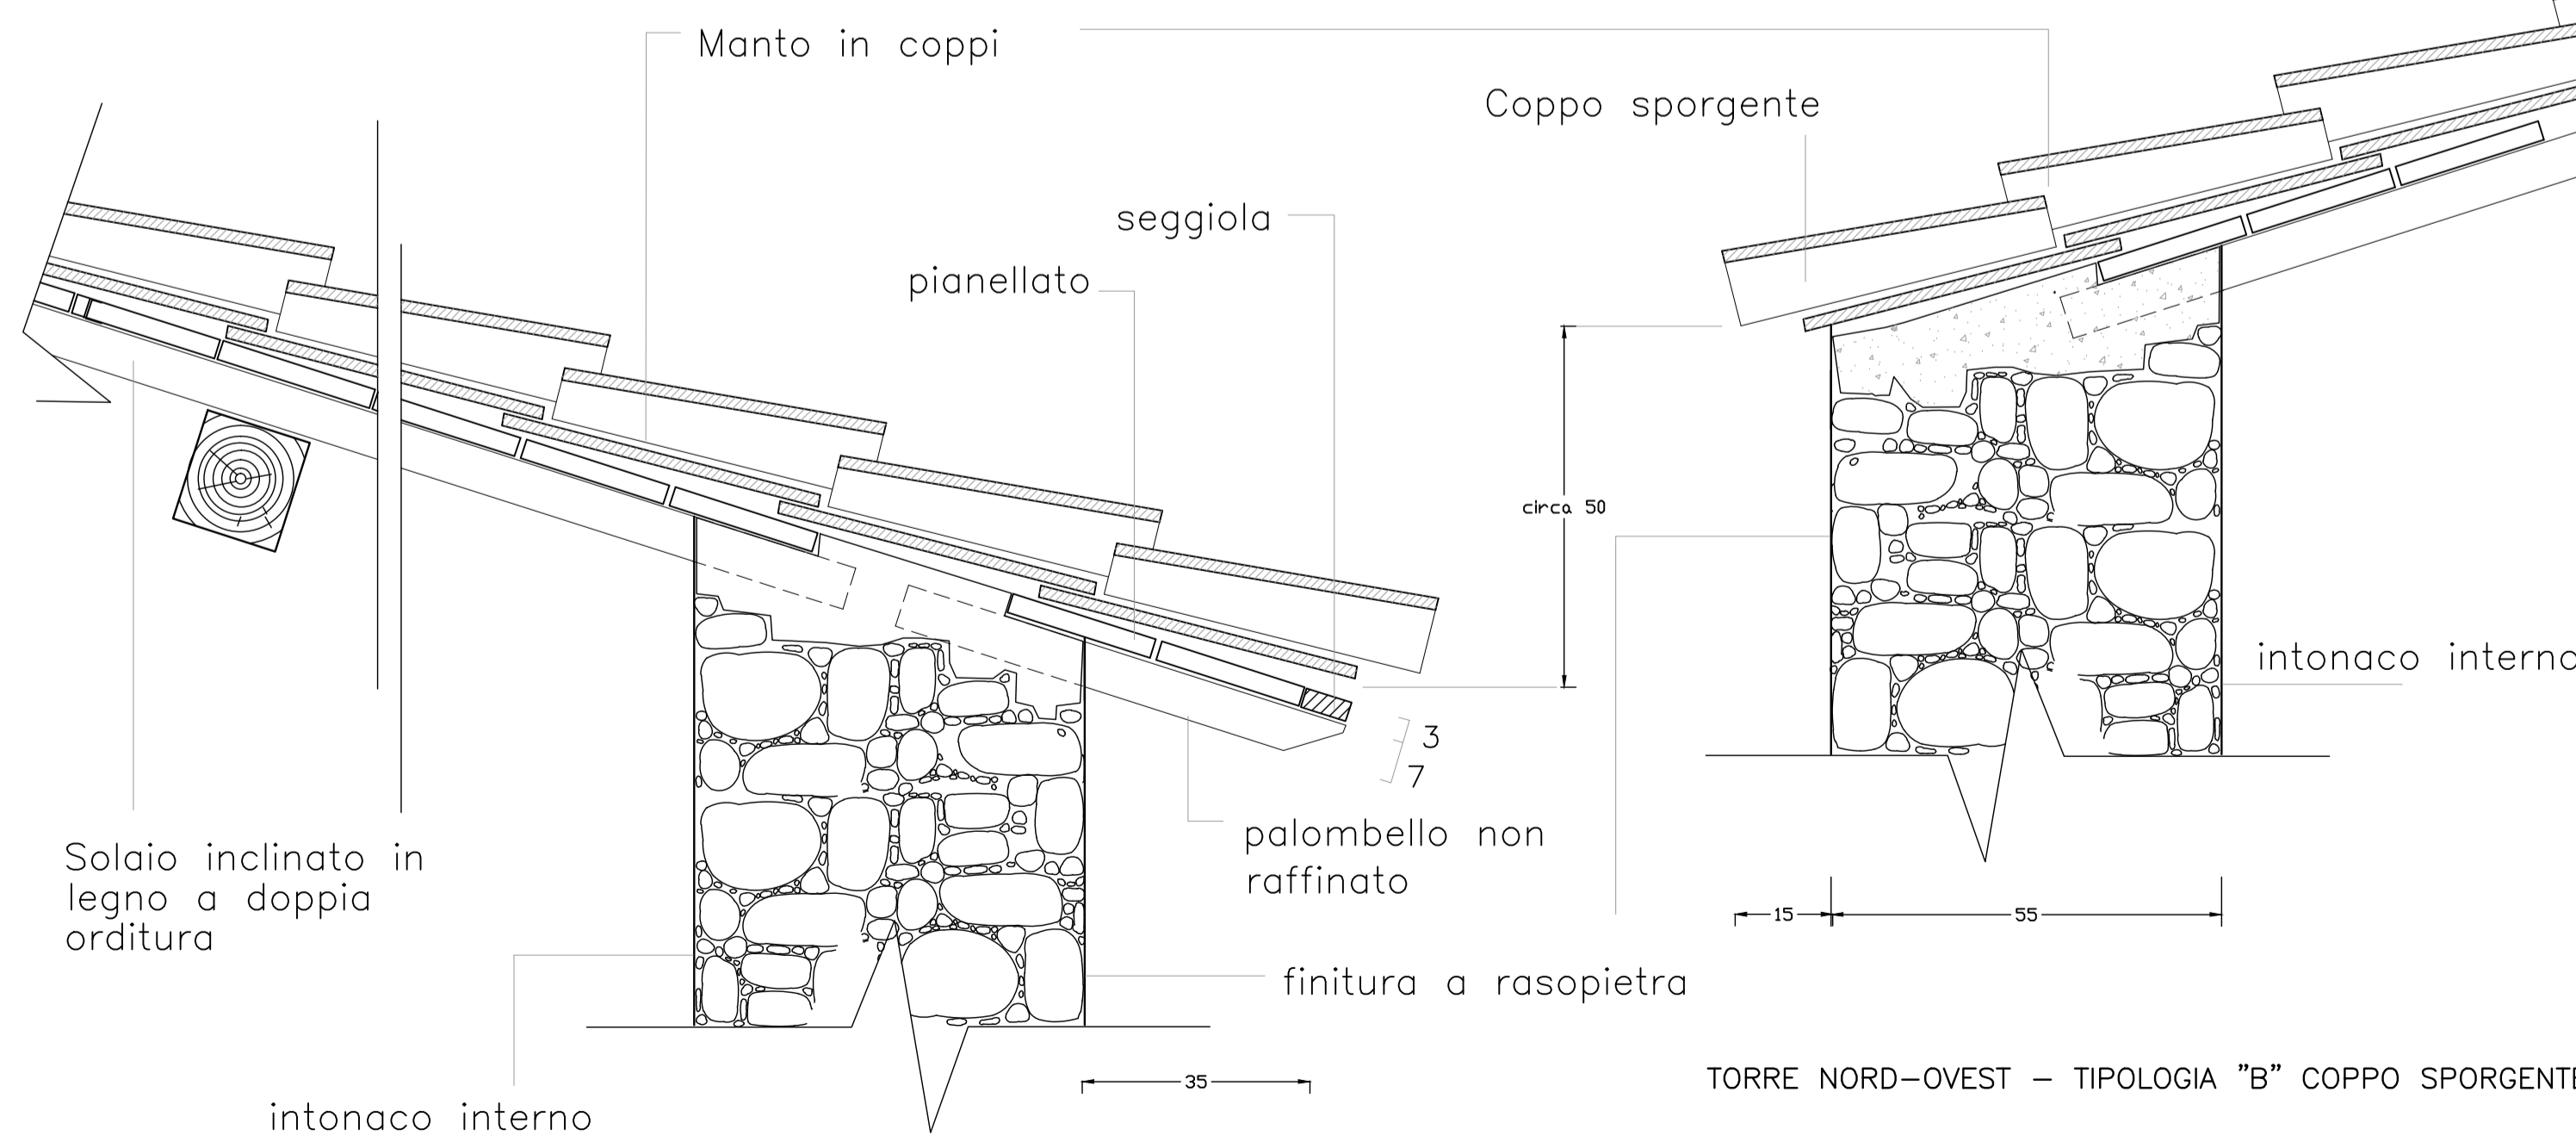 Manto in coppi
Coppo sporgente
seggiola
pianellato
circa 50
intonaco interno
3
7
palombello non
raffinato
Solaio inclinato in
legno a doppia
orditura
15
55
finitura a rasopietra
35
TORRE NORD-OVEST - TIPOLOGIA "B" COPPO SPORGENTE
intonaco interno